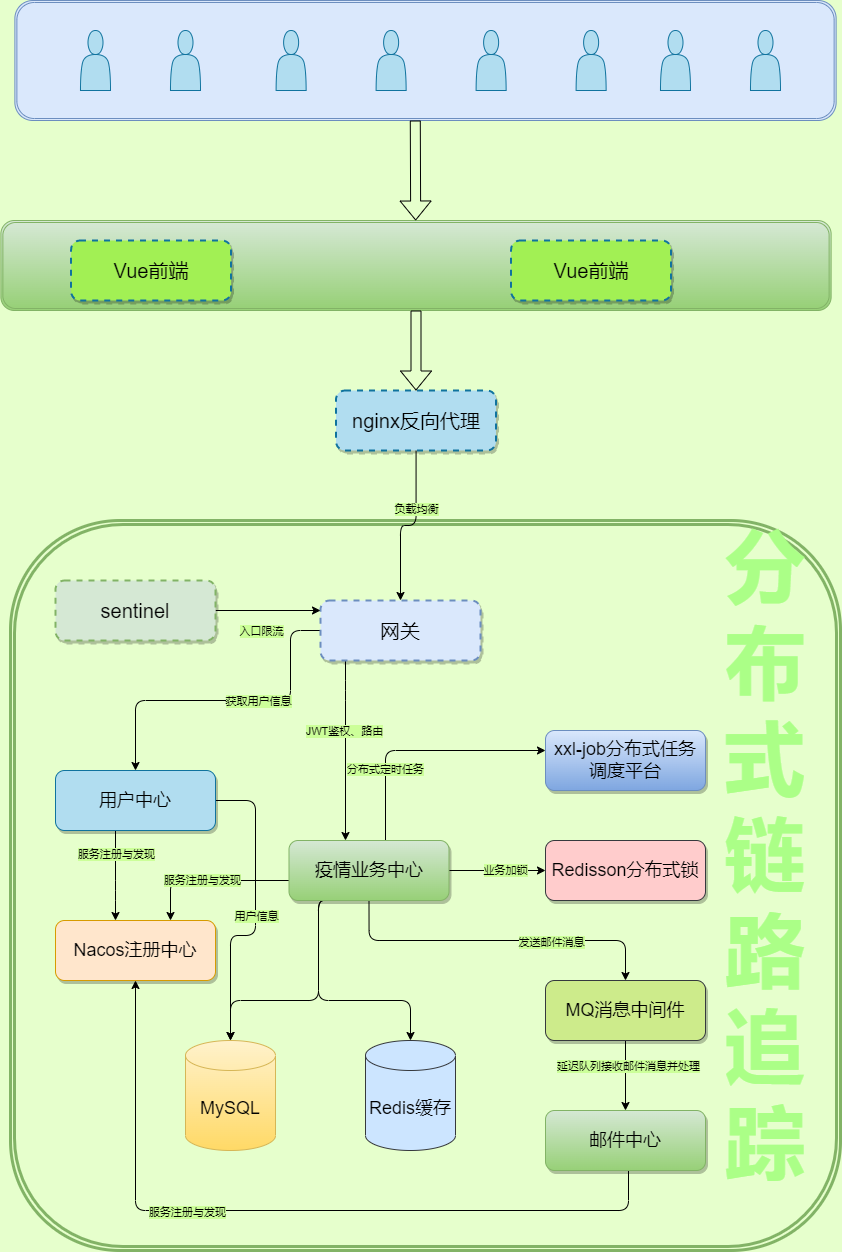 Vue前端
Vue前端
nginx反向代理
负载均衡
sentinel
入口限流
网关
获取用户信息
JWT鉴权、路由
分布式定时任务
xxl-job分布式任务
调度平台
用户中心
服务注册与发现
服务注册与发现
疫情业务中心
业务加锁
Redisson分布式锁
用户信息
Nacos注册中心
发送邮件消息
MQ消息中间件
延迟队列接收邮件消息并处理
MySQL
Redis缓存
邮件中心
服务注册与发现
分布式链路追踪